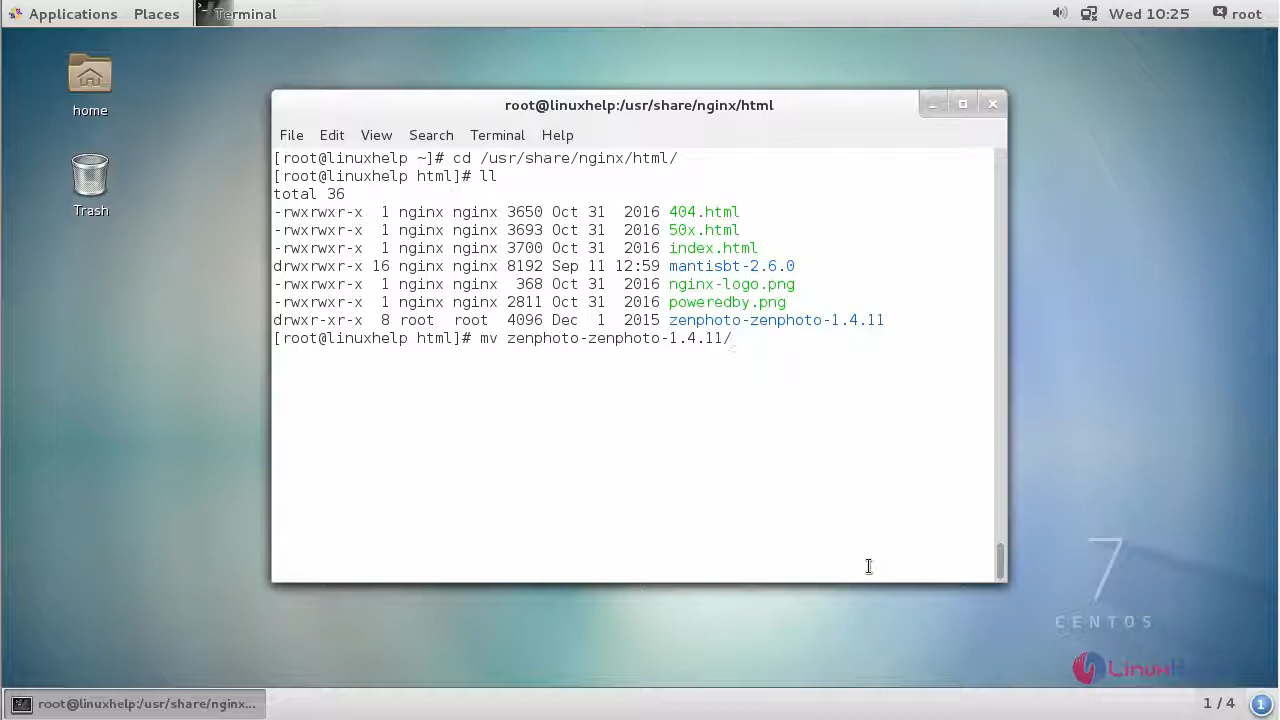 Applications Places Terminal Wed 10:25 root
home
Trash
root@linuxhelp:/usr/share/nginx/html
File Edit View Search Terminal Help
[root@linuxhelp ~]# cd /usr/share/nginx/html/
[root@linuxhelp html]# ll
total 36
-rwxrwxr-x 1 nginx nginx 3650 Oct 31 2016 404.html
-rwxrwxr-x 1 nginx nginx 3693 Oct 31 2016 50x.html
-rwxrwxr-x 1 nginx nginx 3700 Oct 31 2016 index.html
drwxrwxr-x 16 nginx nginx 8192 Sep 11 12:59 mantisbt-2.6.0
-rwxrwxr-x 1 nginx nginx 368 Oct 31 2016 nginx-logo.png
-rwxrwxr-x 1 nginx nginx 2811 Oct 31 2016 poweredby.png
drwxr-xr-x 8 root root 4096 Dec 1 2015 zenphoto-zenphoto-1.4.11
[root@linuxhelp html]# mv zenphoto-zenphoto-1.4.11/
7
CENTOS
root@linuxhelp:/usr/share/nginx...
1 / 4
1